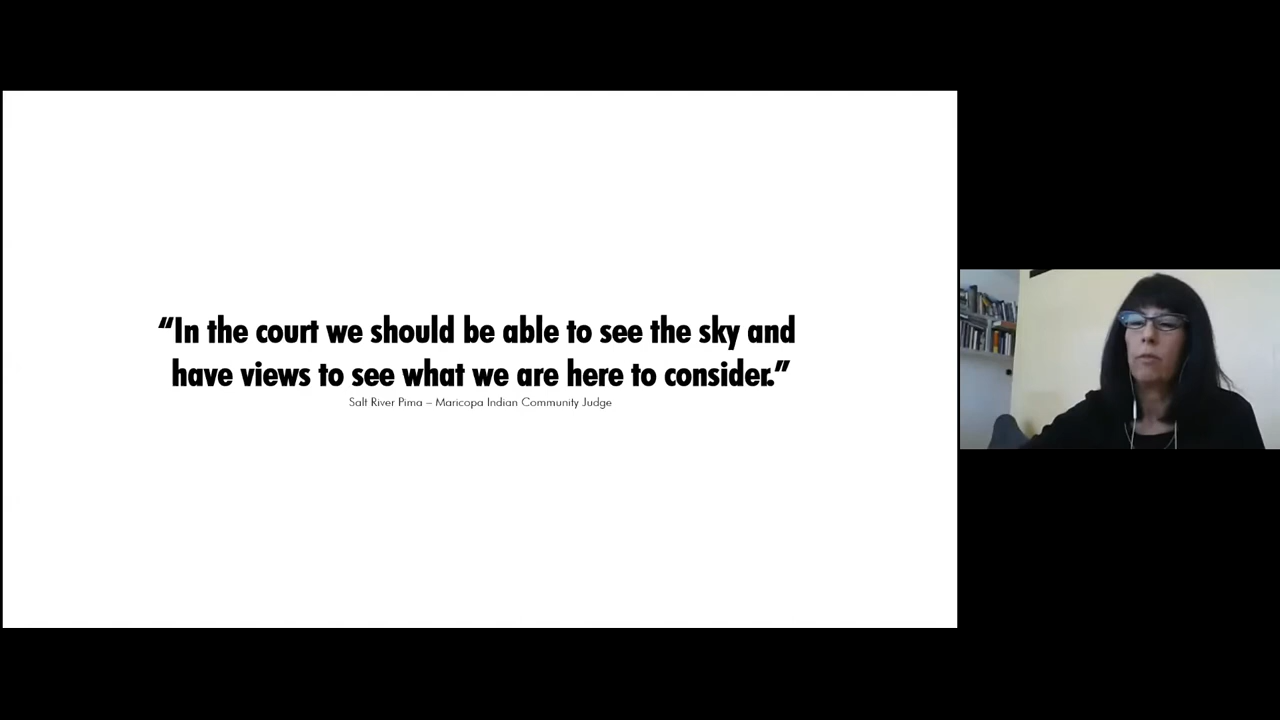 “In the court we should be able to see the sky and
have views to see what we are here to consider.”
Salt River Pima – Maricopa Indian Community Judge